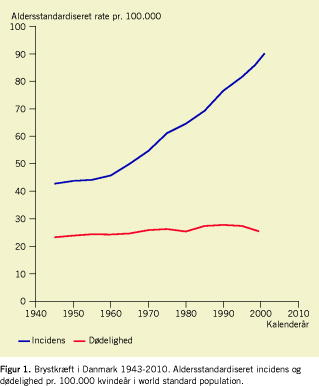 Aldersstandardiseret rate pr. 100.000
100
90
80
70
60
50
40
30
20
10
0
1940 1950 1960 1970 1980 1990 2000 2010
Kalenderår
Incidens Dødelighed
Figur 1. Brystkræft i Danmark 1943-2010. Aldersstandardiseret incidens og
dødelighed pr. 100.000 kvindeår i world standard population.